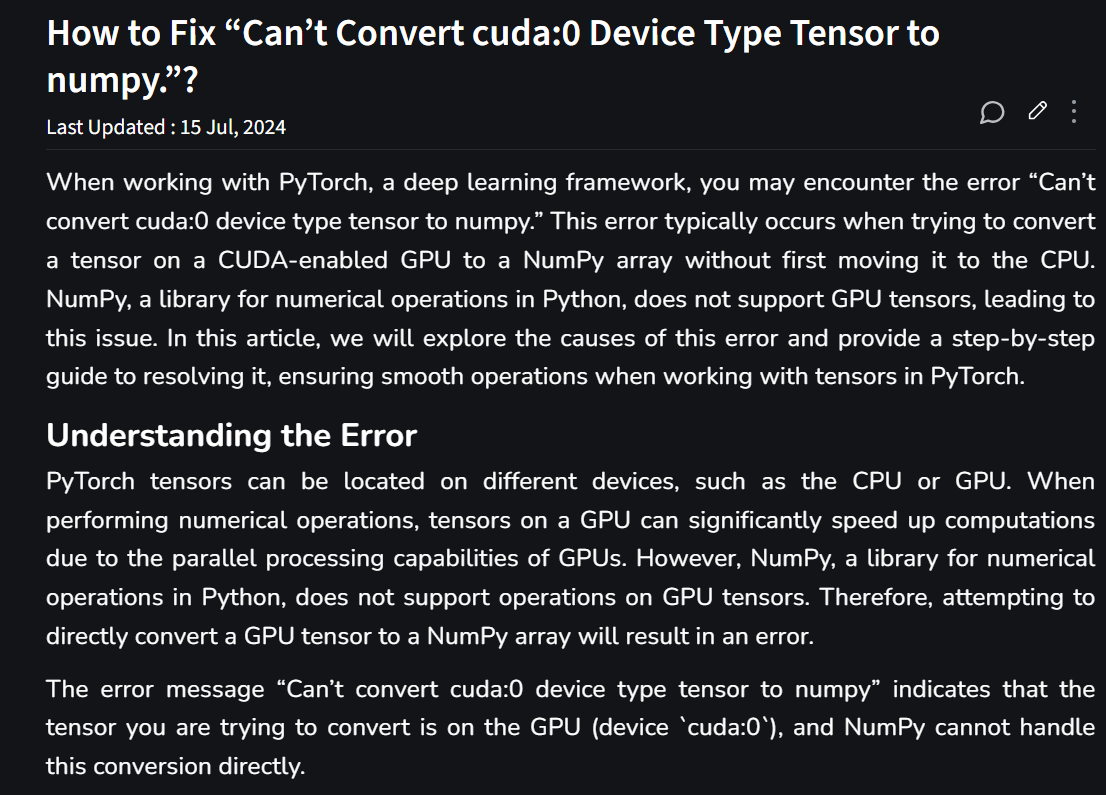 How to Fix “Can’t Convert cuda:0 Device Type Tensor to
numpy.”?
Last Updated : 15 Jul, 2024
When working with PyTorch, a deep learning framework, you may encounter the error “Can’t
convert cuda:0 device type tensor to numpy.” This error typically occurs when trying to convert
a tensor on a CUDA-enabled GPU to a NumPy array without first moving it to the CPU.
NumPy, a library for numerical operations in Python, does not support GPU tensors, leading to
this issue. In this article, we will explore the causes of this error and provide a step-by-step
guide to resolving it, ensuring smooth operations when working with tensors in PyTorch.
Understanding the Error
PyTorch tensors can be located on different devices, such as the CPU or GPU. When
performing numerical operations, tensors on a GPU can significantly speed up computations
due to the parallel processing capabilities of GPUs. However, NumPy, a library for numerical
operations in Python, does not support operations on GPU tensors. Therefore, attempting to
directly convert a GPU tensor to a NumPy array will result in an error.
The error message “Can’t convert cuda:0 device type tensor to numpy” indicates that the
tensor you are trying to convert is on the GPU (device `cuda:0`), and NumPy cannot handle
this conversion directly.